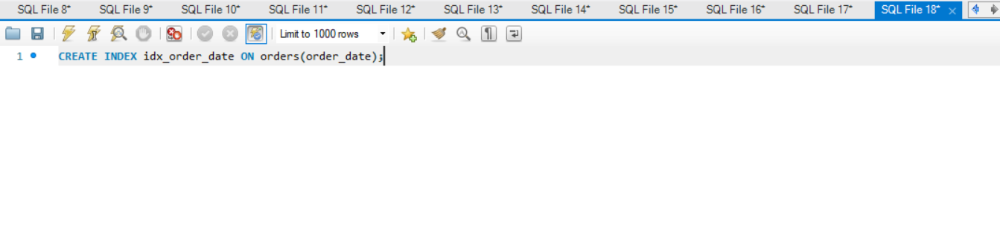 SQL File 8* SQL File 9* SQL File 10* SQL File 11* SQL File 12* SQL File 13* SQL File 14* SQL File 15* SQL File 16* SQL File 17* SQL File 18*
Limit to 1000 rows
1 CREATE INDEX idx_order_date ON orders(order_date);